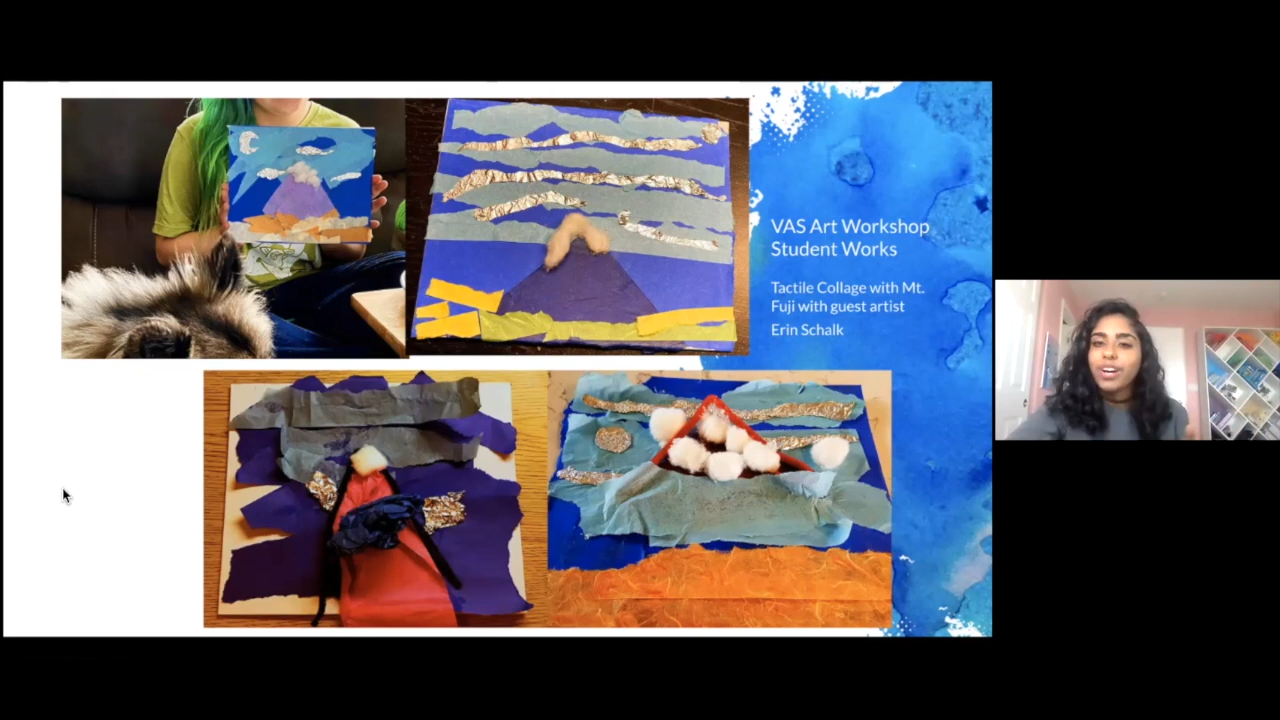 VAS Art Workshop
Student Works
Tactile Collage with Mt.
Fuji with guest artist
Erin Schalk